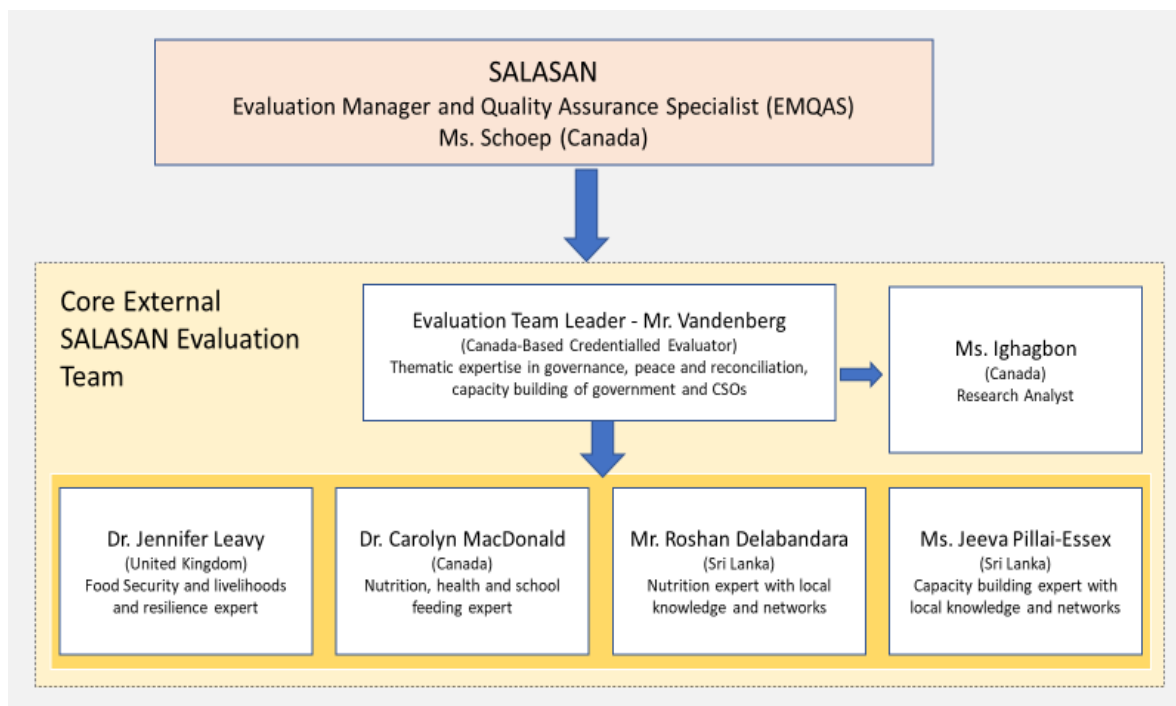 SALASAN
Evaluation Manager and Quality Assurance Specialist (EMQAS)
Ms. Schoep (Canada)
Core External
SALASAN Evaluation
Team
Evaluation Team Leader - Mr. Vandenberg
(Canada-Based Credentialled Evaluator)
Thematic expertise in governance, peace and reconciliation,
capacity building of government and CSOs
Ms. Ighagbon
(Canada)
Research Analyst
Dr. Jennifer Leavy
(United Kingdom)
Food Security and livelihoods
and resilience expert
Dr. Carolyn MacDonald
(Canada)
Nutrition, health and school
feeding expert
Mr. Roshan Delabandara
(Sri Lanka)
Nutrition expert with local
knowledge and networks
Ms. Jeeva Pillai-Essex
(Sri Lanka)
Capacity building expert with
local knowledge and networks